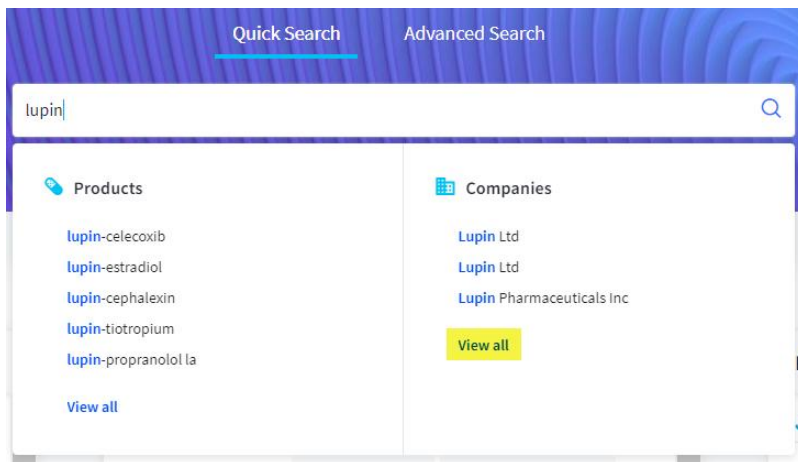 Quick Search
Advanced Search
lupin
Products
lupin-celecoxib
lupin-estradiol
lupin-cephalexin
lupin-tiotropium
lupin-propranolol la
View all
Companies
Lupin Ltd
Lupin Ltd
Lupin Pharmaceuticals Inc
View all